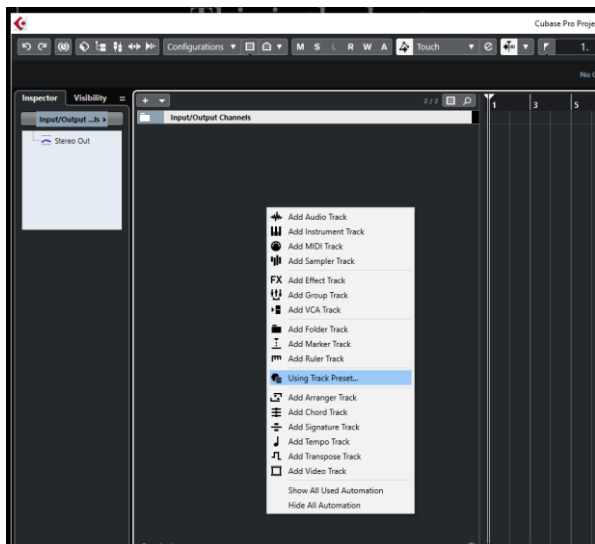 Cubase Pro Proje
Configurations
M S L R W A
Touch
1.
No
Inspector Visibility
2/2
1 3 5
Input/Output ...ls
Input/Output Channels
Stereo Out
Add Audio Track
Add Instrument Track
Add MIDI Track
Add Sampler Track
FX Add Effect Track
Add Group Track
Add VCA Track
Add Folder Track
Add Marker Track
Add Ruler Track
Using Track Preset...
Add Arranger Track
Add Chord Track
Add Signature Track
Add Tempo Track
Add Transpose Track
Add Video Track
Show All Used Automation
Hide All Automation